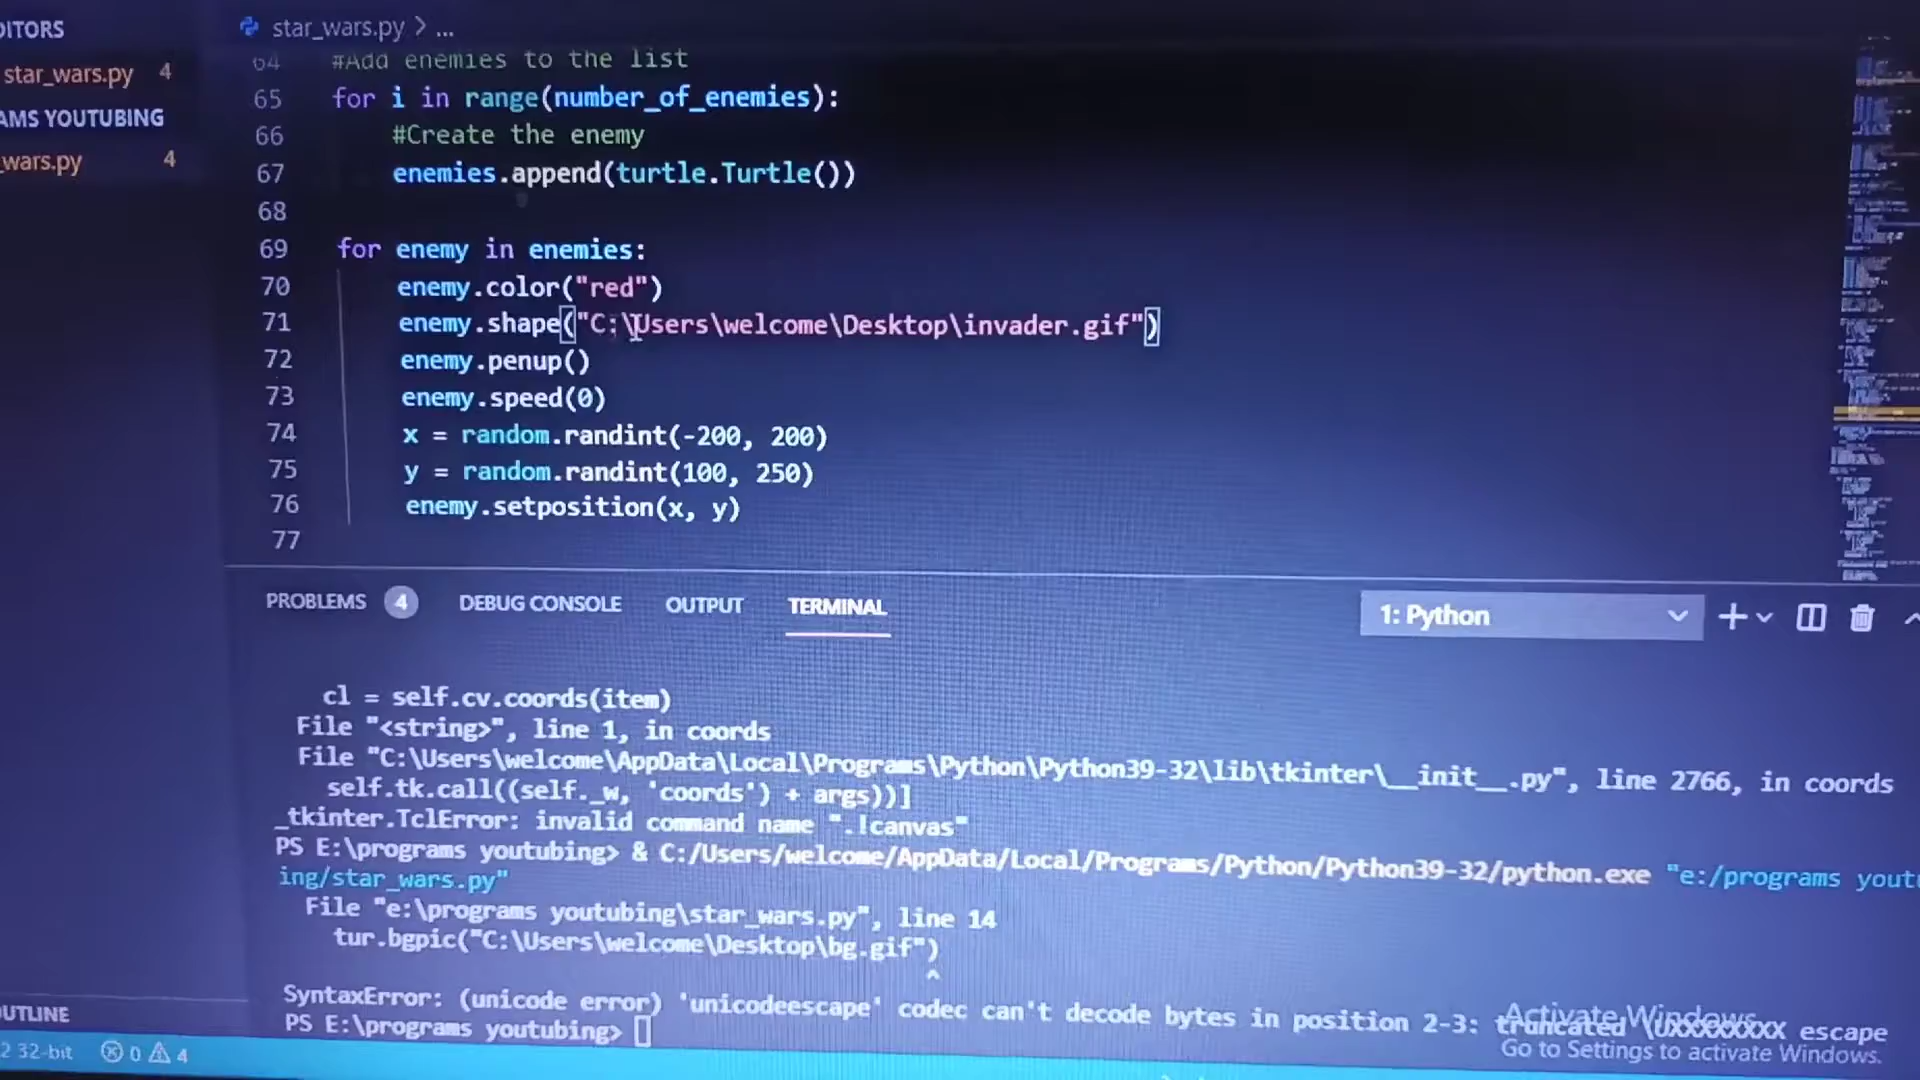 DITORS
star_wars.py > ...
star_wars.py 4
AMS YOUTUBING
wars.py 4
64 #Add enemies to the list
65 for i in range(number_of_enemies):
66 #Create the enemy
67 enemies.append(turtle.Turtle())
68
69 for enemy in enemies:
70 enemy.color("red")
71 enemy.shape("C:\Users\welcome\Desktop\invader.gif")
72 enemy.penup()
73 enemy.speed(0)
74 x = random.randint(-200, 200)
75 y = random.randint(100, 250)
76 enemy.setposition(x, y)
77
PROBLEMS 4 DEBUG CONSOLE OUTPUT TERMINAL 1: Python
cl = self.cv.coords(item)
File "<string>", line 1, in coords
File "C:\Users\welcome\AppData\Local\Programs\Python\Python39-32\lib\tkinter\__init__.py", line 2766, in coords
self.tk.call((self._w, 'coords') + args))]
_tkinter.TclError: invalid command name ".!canvas"
PS E:\programs youtubing> & C:/Users/welcome/AppData/Local/Programs/Python/Python39-32/python.exe "e:/programs yout
ing/star_wars.py"
File "e:\programs youtubing\star_wars.py", line 14
tur.bgpic("C:\Users\welcome\Desktop\bg.gif")
^
SyntaxError: (unicode error) 'unicodeescape' codec can't decode bytes in position 2-3: truncated \UXXXXXXXX escape
PS E:\programs youtubing>
Activate Windows
Go to Settings to activate Windows.
UTLINE
2 32-bit 0 4